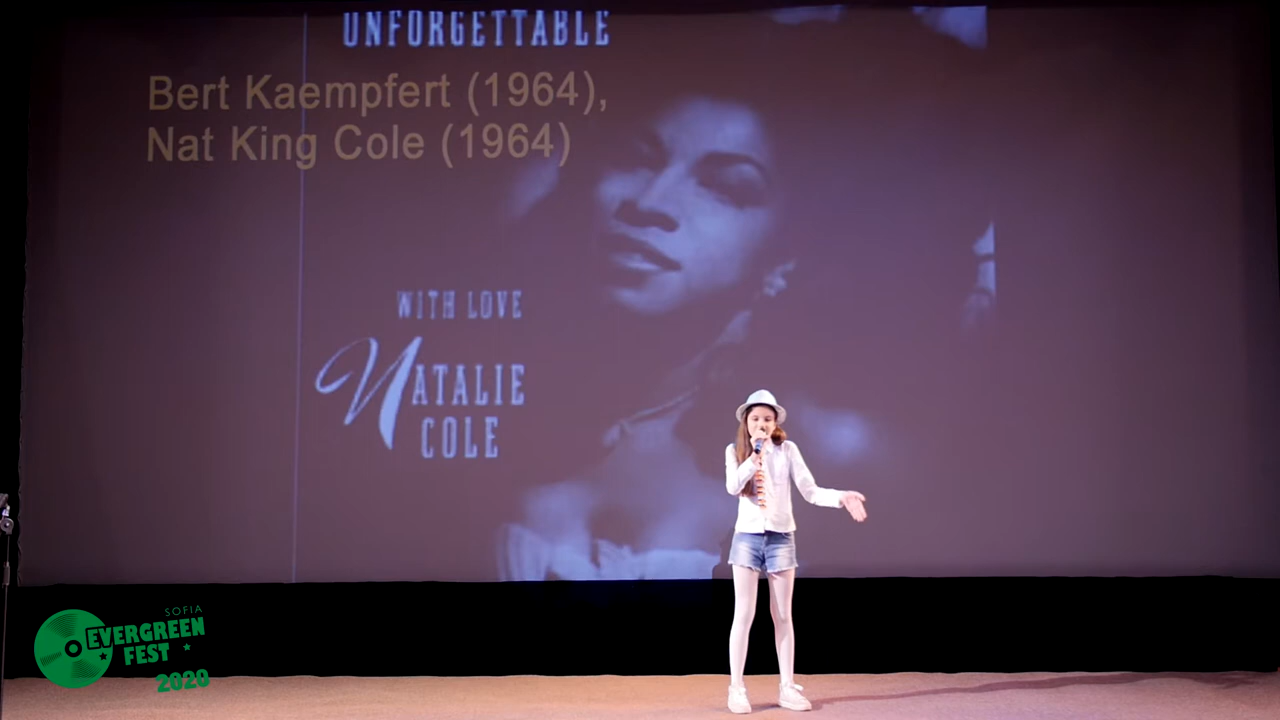 UNFORGETTABLE
Bert Kaempfert (1964),
Nat King Cole (1964)
WITH LOVE
NATALIE
COLE
SOFIA
EVERGREEN
FEST
2020